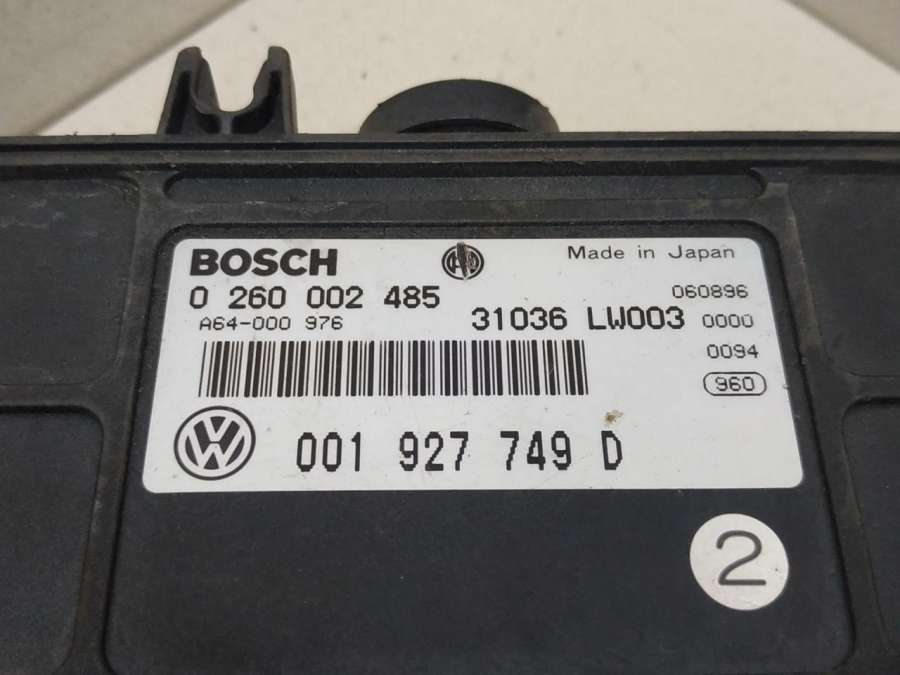 BOSCH
Made in Japan
0 260 002 485
060896
A64-000 976
31036 LW003
0000
0094
960
001 927 749 D
2